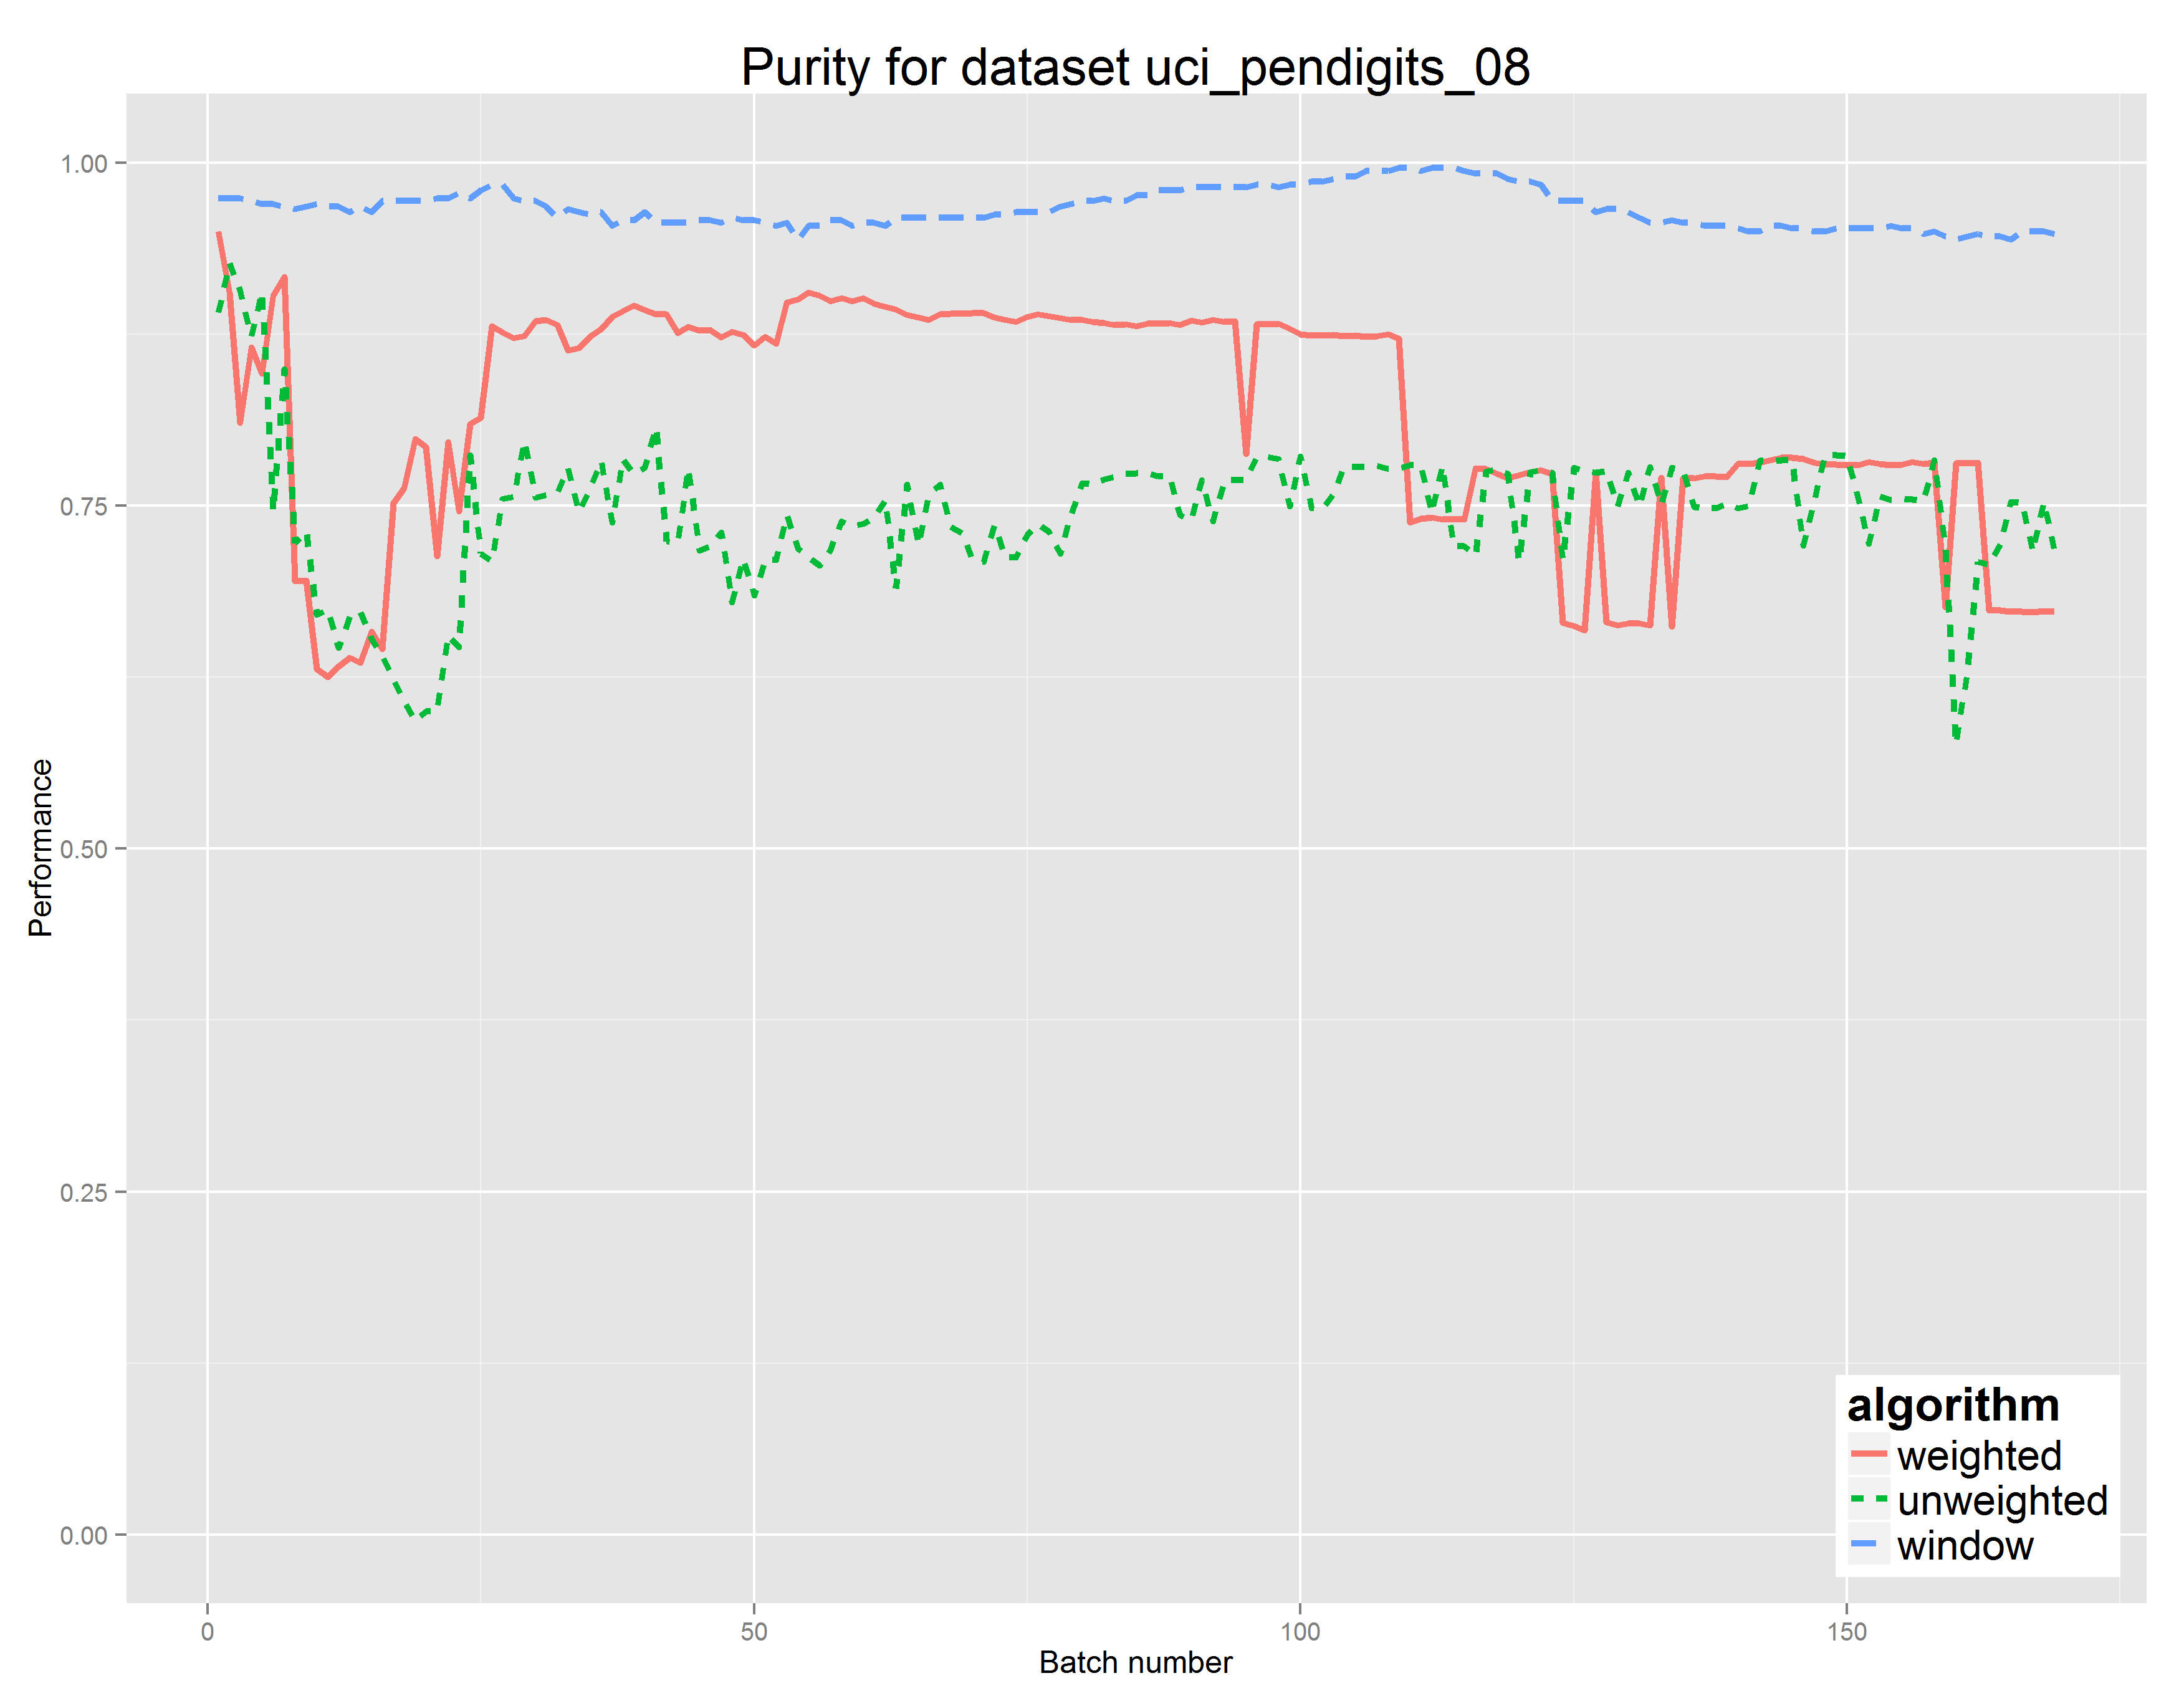 Purity for dataset uci_pendigits_08
1.00
0.75
0.50
0.25
0.00
Performance
0
50
100
150
Batch number
algorithm
weighted
unweighted
window